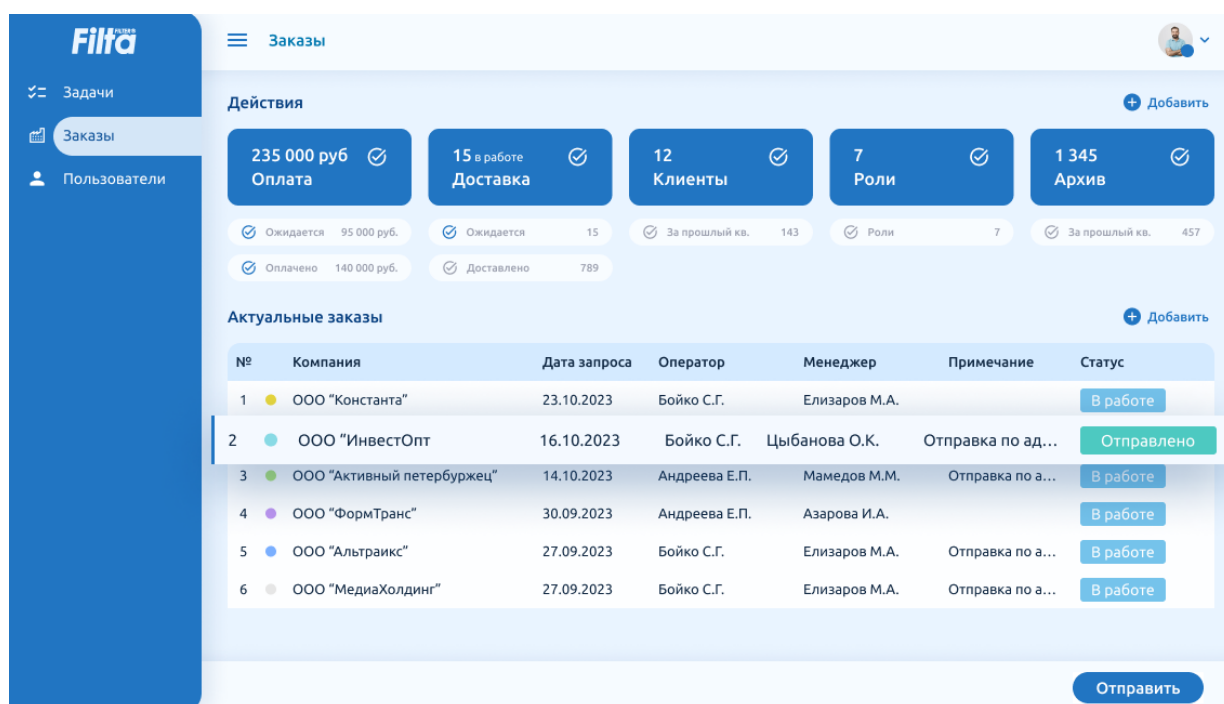 Filtä
FILTER®
Заказы
Задачи
Заказы
Пользователи
Действия
Добавить
235 000 руб
Оплата
15 в работе
Доставка
12
Клиенты
7
Роли
1 345
Архив
Ожидается 95 000 руб.
Ожидается 15
За прошлый кв. 143
Роли 7
За прошлый кв. 457
Оплачено 140 000 руб.
Доставлено 789
Актуальные заказы
Добавить
№ Компания Дата запроса Оператор Менеджер Примечание Статус
1 ООО “Константа” 23.10.2023 Бойко С.Г. Елизаров М.А. В работе
2 ООО “ИнвестОпт 16.10.2023 Бойко С.Г. Цыбанова О.К. Отправка по ад... Отправлено
3 ООО “Активный петербуржец” 14.10.2023 Андреева Е.П. Мамедов М.М. Отправка по а... В работе
4 ООО “ФормТранс” 30.09.2023 Андреева Е.П. Азарова И.А. В работе
5 ООО “Альтраикс” 27.09.2023 Бойко С.Г. Елизаров М.А. Отправка по а... В работе
6 ООО “МедиаХолдинг” 27.09.2023 Бойко С.Г. Елизаров М.А. Отправка по а... В работе
Отправить